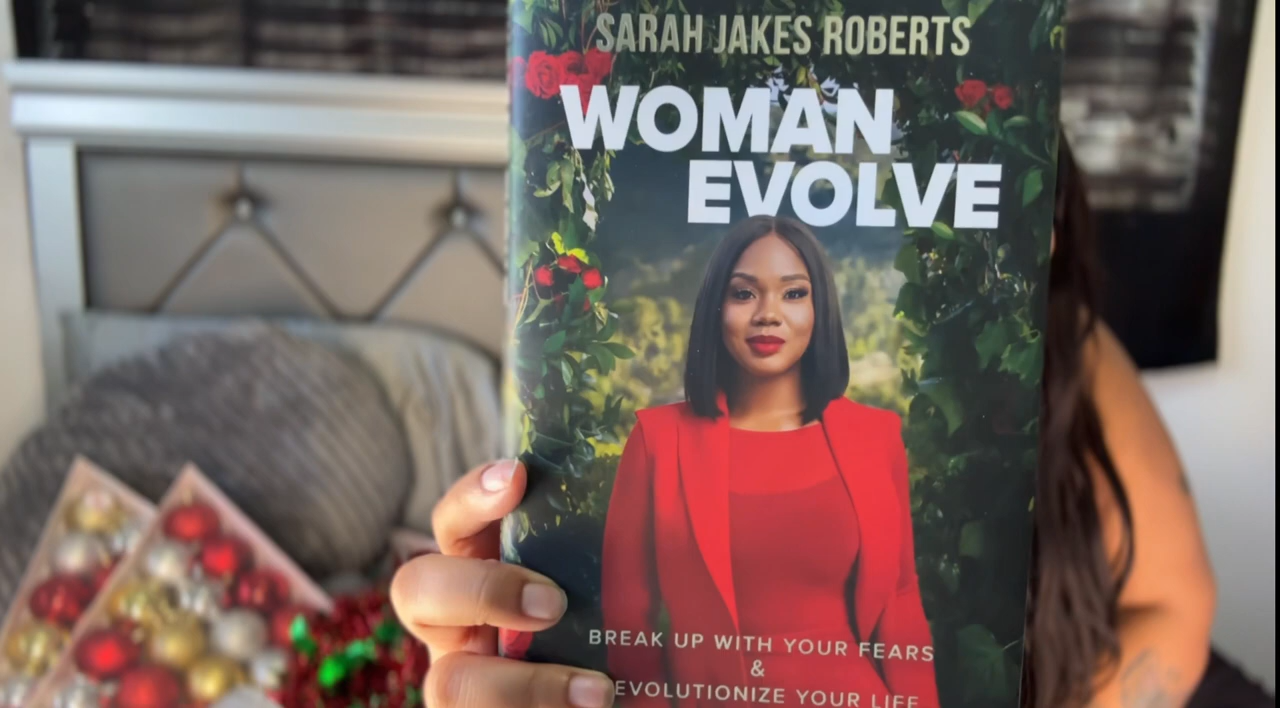 SARAH JAKES ROBERTS
WOMAN
EVOLVE
BREAK UP WITH YOUR FEARS
&
EVOLUTIONIZE YOUR LIFE